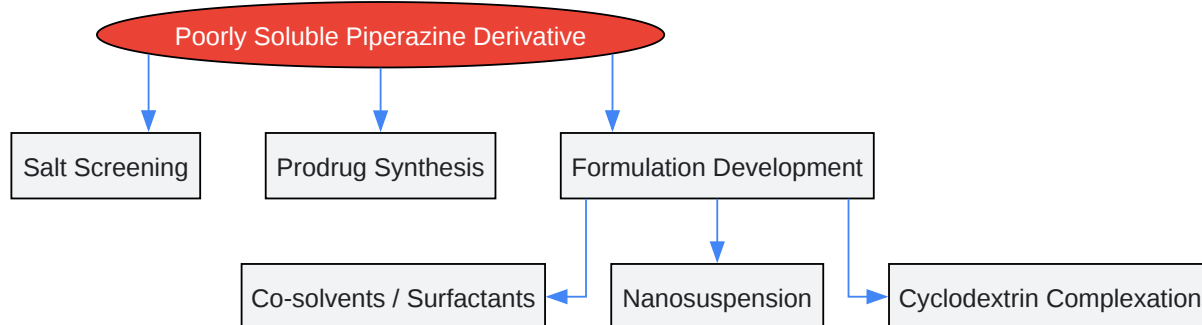 Poorly Soluble Piperazine Derivative
Salt Screening
Prodrug Synthesis
Formulation Development
Co-solvents / Surfactants
Nanosuspension
Cyclodextrin Complexation